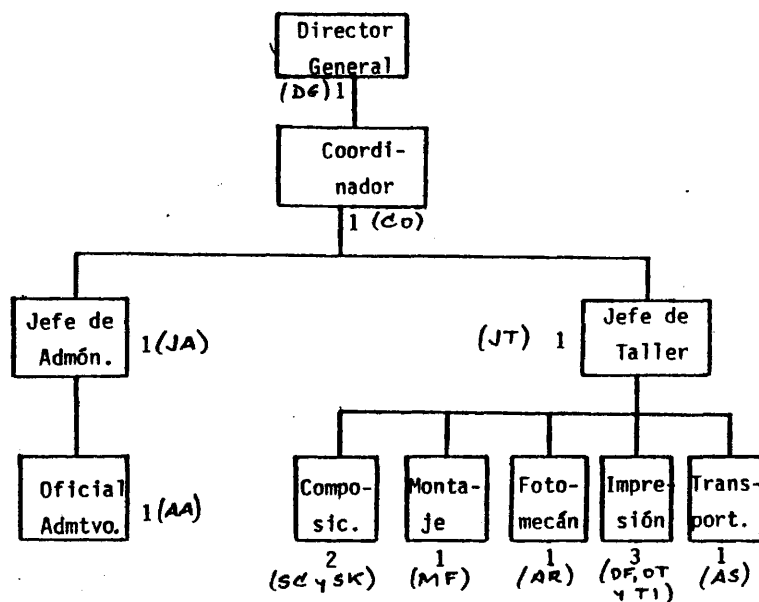 Director
General
(DG) 1
Coordi-
nador
1 (CO)
Jefe de
Admón.
1 (JA)
(JT) 1
Jefe de
Taller
Oficial
Admtvo.
1 (AA)
Compo-
sic.
2
(SC y SK)
Monta-
je
1
(MF)
Foto-
mecán
1
(AR)
Impre-
sión
3
(DF, OT
y TI)
Trans-
port.
1
(AS)